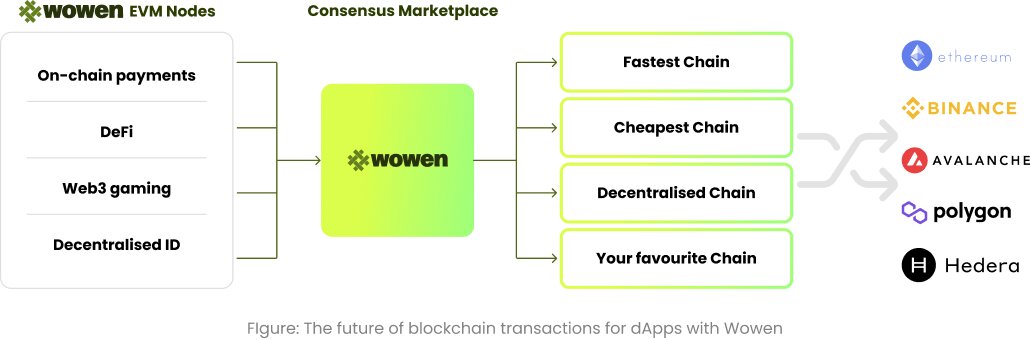 wowen EVM Nodes
Consensus Marketplace
On-chain payments
DeFi
Web3 gaming
Decentralised ID
wowen
Fastest Chain
Cheapest Chain
Decentralised Chain
Your favourite Chain
ethereum
BINANCE
AVALANCHE
polygon
Hedera
FIgure: The future of blockchain transactions for dApps with Wowen